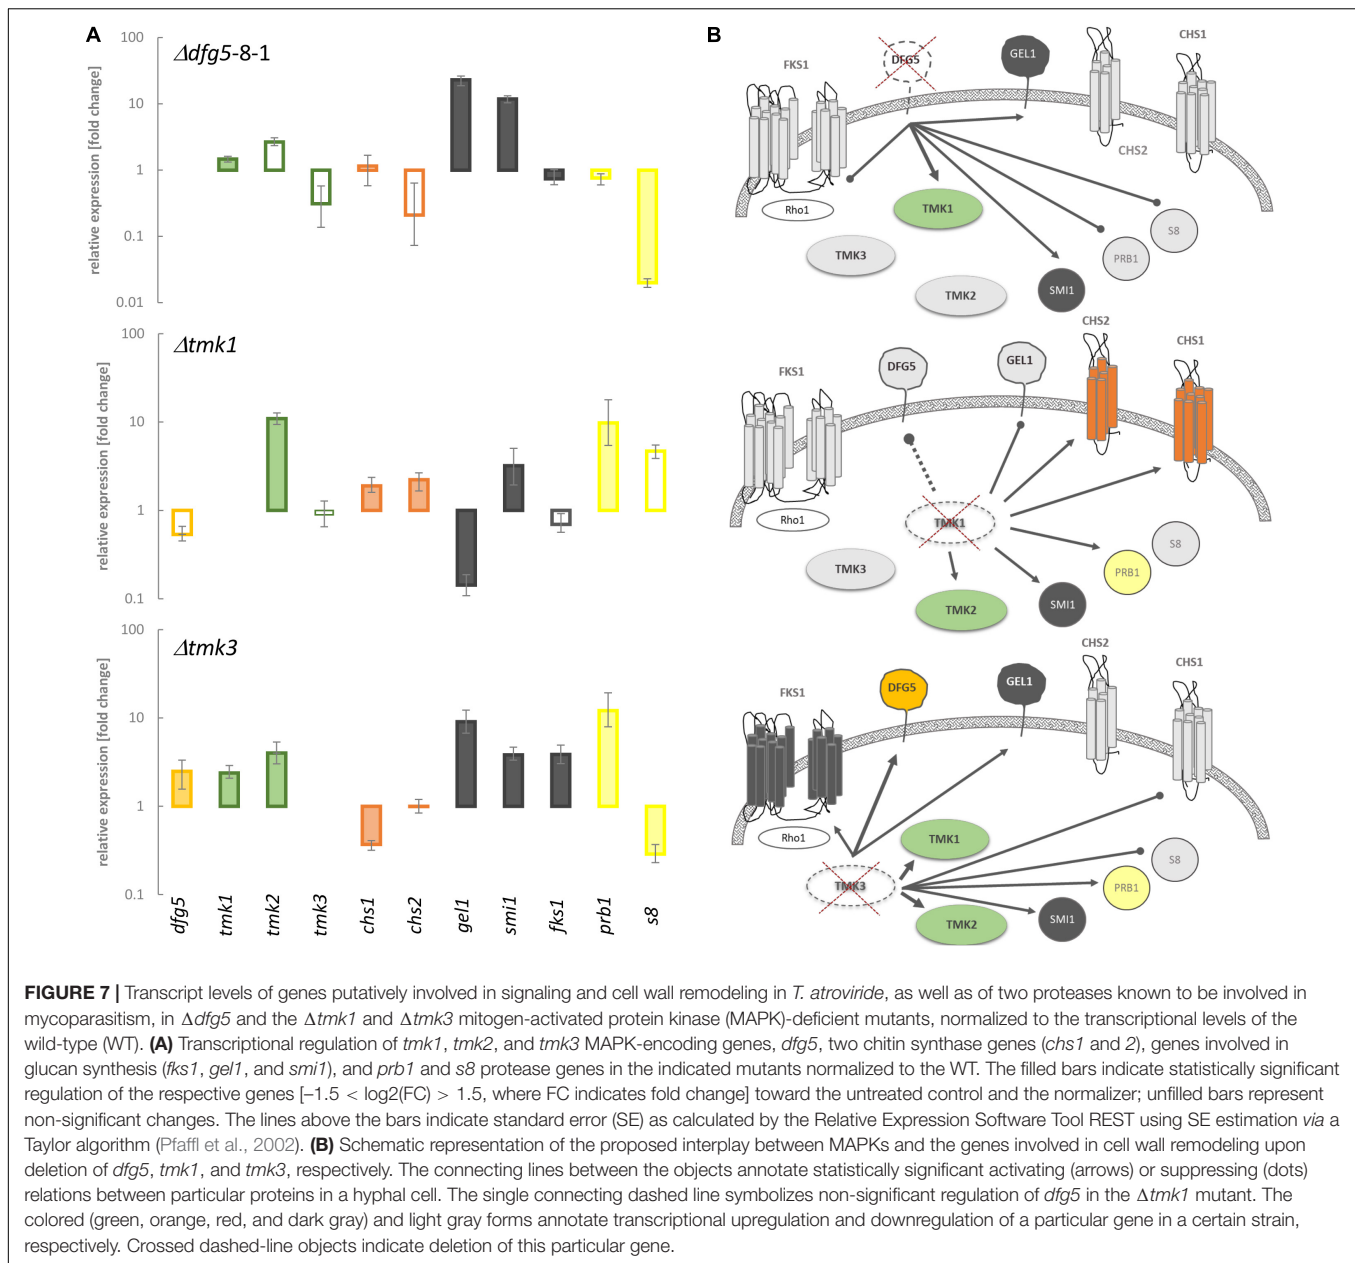 A
Δdfg5-8-1
relative expression [fold change]
100
10
1
0.1
0.01
Δtmk1
relative expression [fold change]
100
10
1
0.1
Δtmk3
relative expression [fold change]
100
10
1
0.1
dfg5
tmk1
tmk2
tmk3
chs1
chs2
gel1
smi1
fks1
prb1
s8
B
FKS1
DFG5
GEL1
CHS1
CHS2
Rho1
TMK1
TMK3
TMK2
SMI1
PRB1
S8
FKS1
DFG5
GEL1
CHS2
CHS1
Rho1
TMK1
TMK3
TMK2
SMI1
PRB1
S8
FKS1
DFG5
GEL1
CHS2
CHS1
Rho1
TMK1
TMK3
TMK2
SMI1
PRB1
S8
FIGURE 7 | Transcript levels of genes putatively involved in signaling and cell wall remodeling in T. atroviride, as well as of two proteases known to be involved in
mycoparasitism, in Δdfg5 and the Δtmk1 and Δtmk3 mitogen-activated protein kinase (MAPK)-deficient mutants, normalized to the transcriptional levels of the
wild-type (WT). (A) Transcriptional regulation of tmk1, tmk2, and tmk3 MAPK-encoding genes, dfg5, two chitin synthase genes (chs1 and 2), genes involved in
glucan synthesis (fks1, gel1, and smi1), and prb1 and s8 protease genes in the indicated mutants normalized to the WT. The filled bars indicate statistically significant
regulation of the respective genes [–1.5 < log2(FC) > 1.5, where FC indicates fold change] toward the untreated control and the normalizer; unfilled bars represent
non-significant changes. The lines above the bars indicate standard error (SE) as calculated by the Relative Expression Software Tool REST using SE estimation via a
Taylor algorithm (Pfaffl et al., 2002). (B) Schematic representation of the proposed interplay between MAPKs and the genes involved in cell wall remodeling upon
deletion of dfg5, tmk1, and tmk3, respectively. The connecting lines between the objects annotate statistically significant activating (arrows) or suppressing (dots)
relations between particular proteins in a hyphal cell. The single connecting dashed line symbolizes non-significant regulation of dfg5 in the Δtmk1 mutant. The
colored (green, orange, red, and dark gray) and light gray forms annotate transcriptional upregulation and downregulation of a particular gene in a certain strain,
respectively. Crossed dashed-line objects indicate deletion of this particular gene.